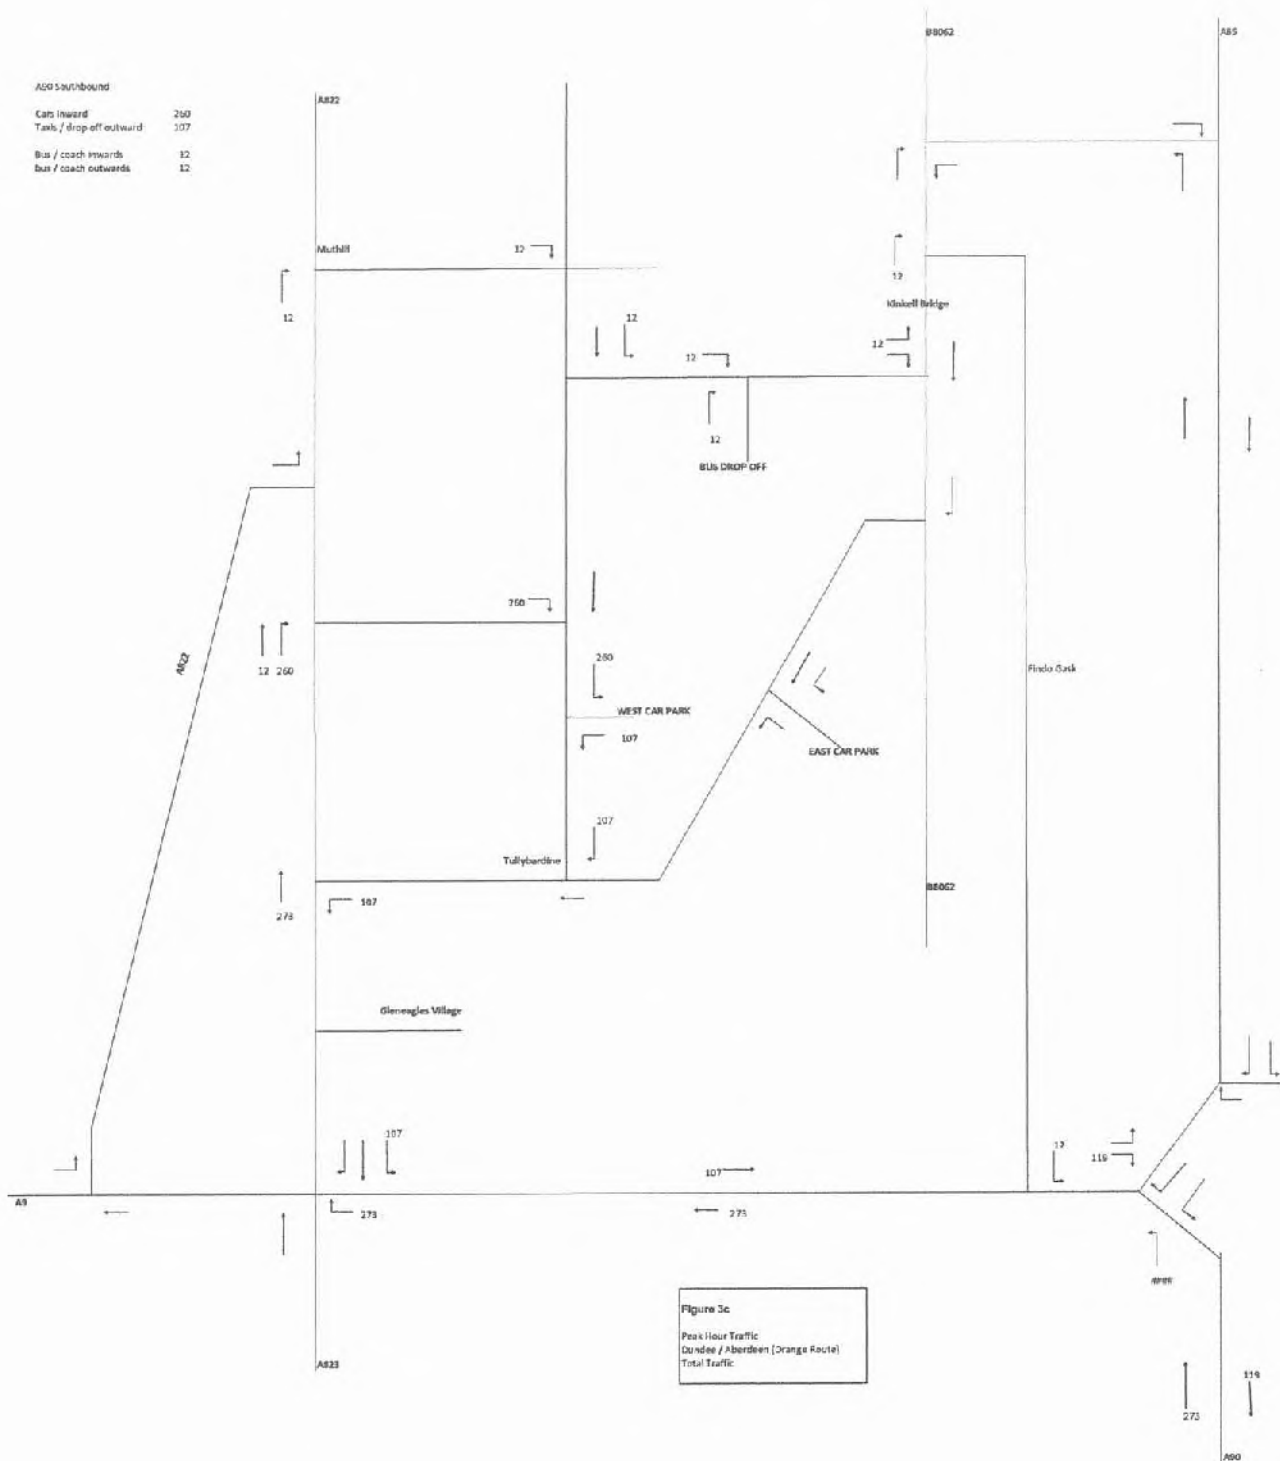 B8062
A85
A90 Southbound
A822
Cars Inward 260
Taxis / drop off outward 107
Bus / coach inwards 12
bus / coach outwards 12
Muthill
12
12
12
Kinkell Bridge
12
12
12
12
BUS DROP OFF
260
A822
12 260
260
Findo Gask
WEST CAR PARK
107
EAST CAR PARK
107
Tullybardine
B8062
107
273
Gleneagles Village
107
12
119
107
A9
273
273
####
Figure 3c
Peak Hour Traffic
Dundee / Aberdeen (Orange Route)
Total Traffic
A823
119
273
A90